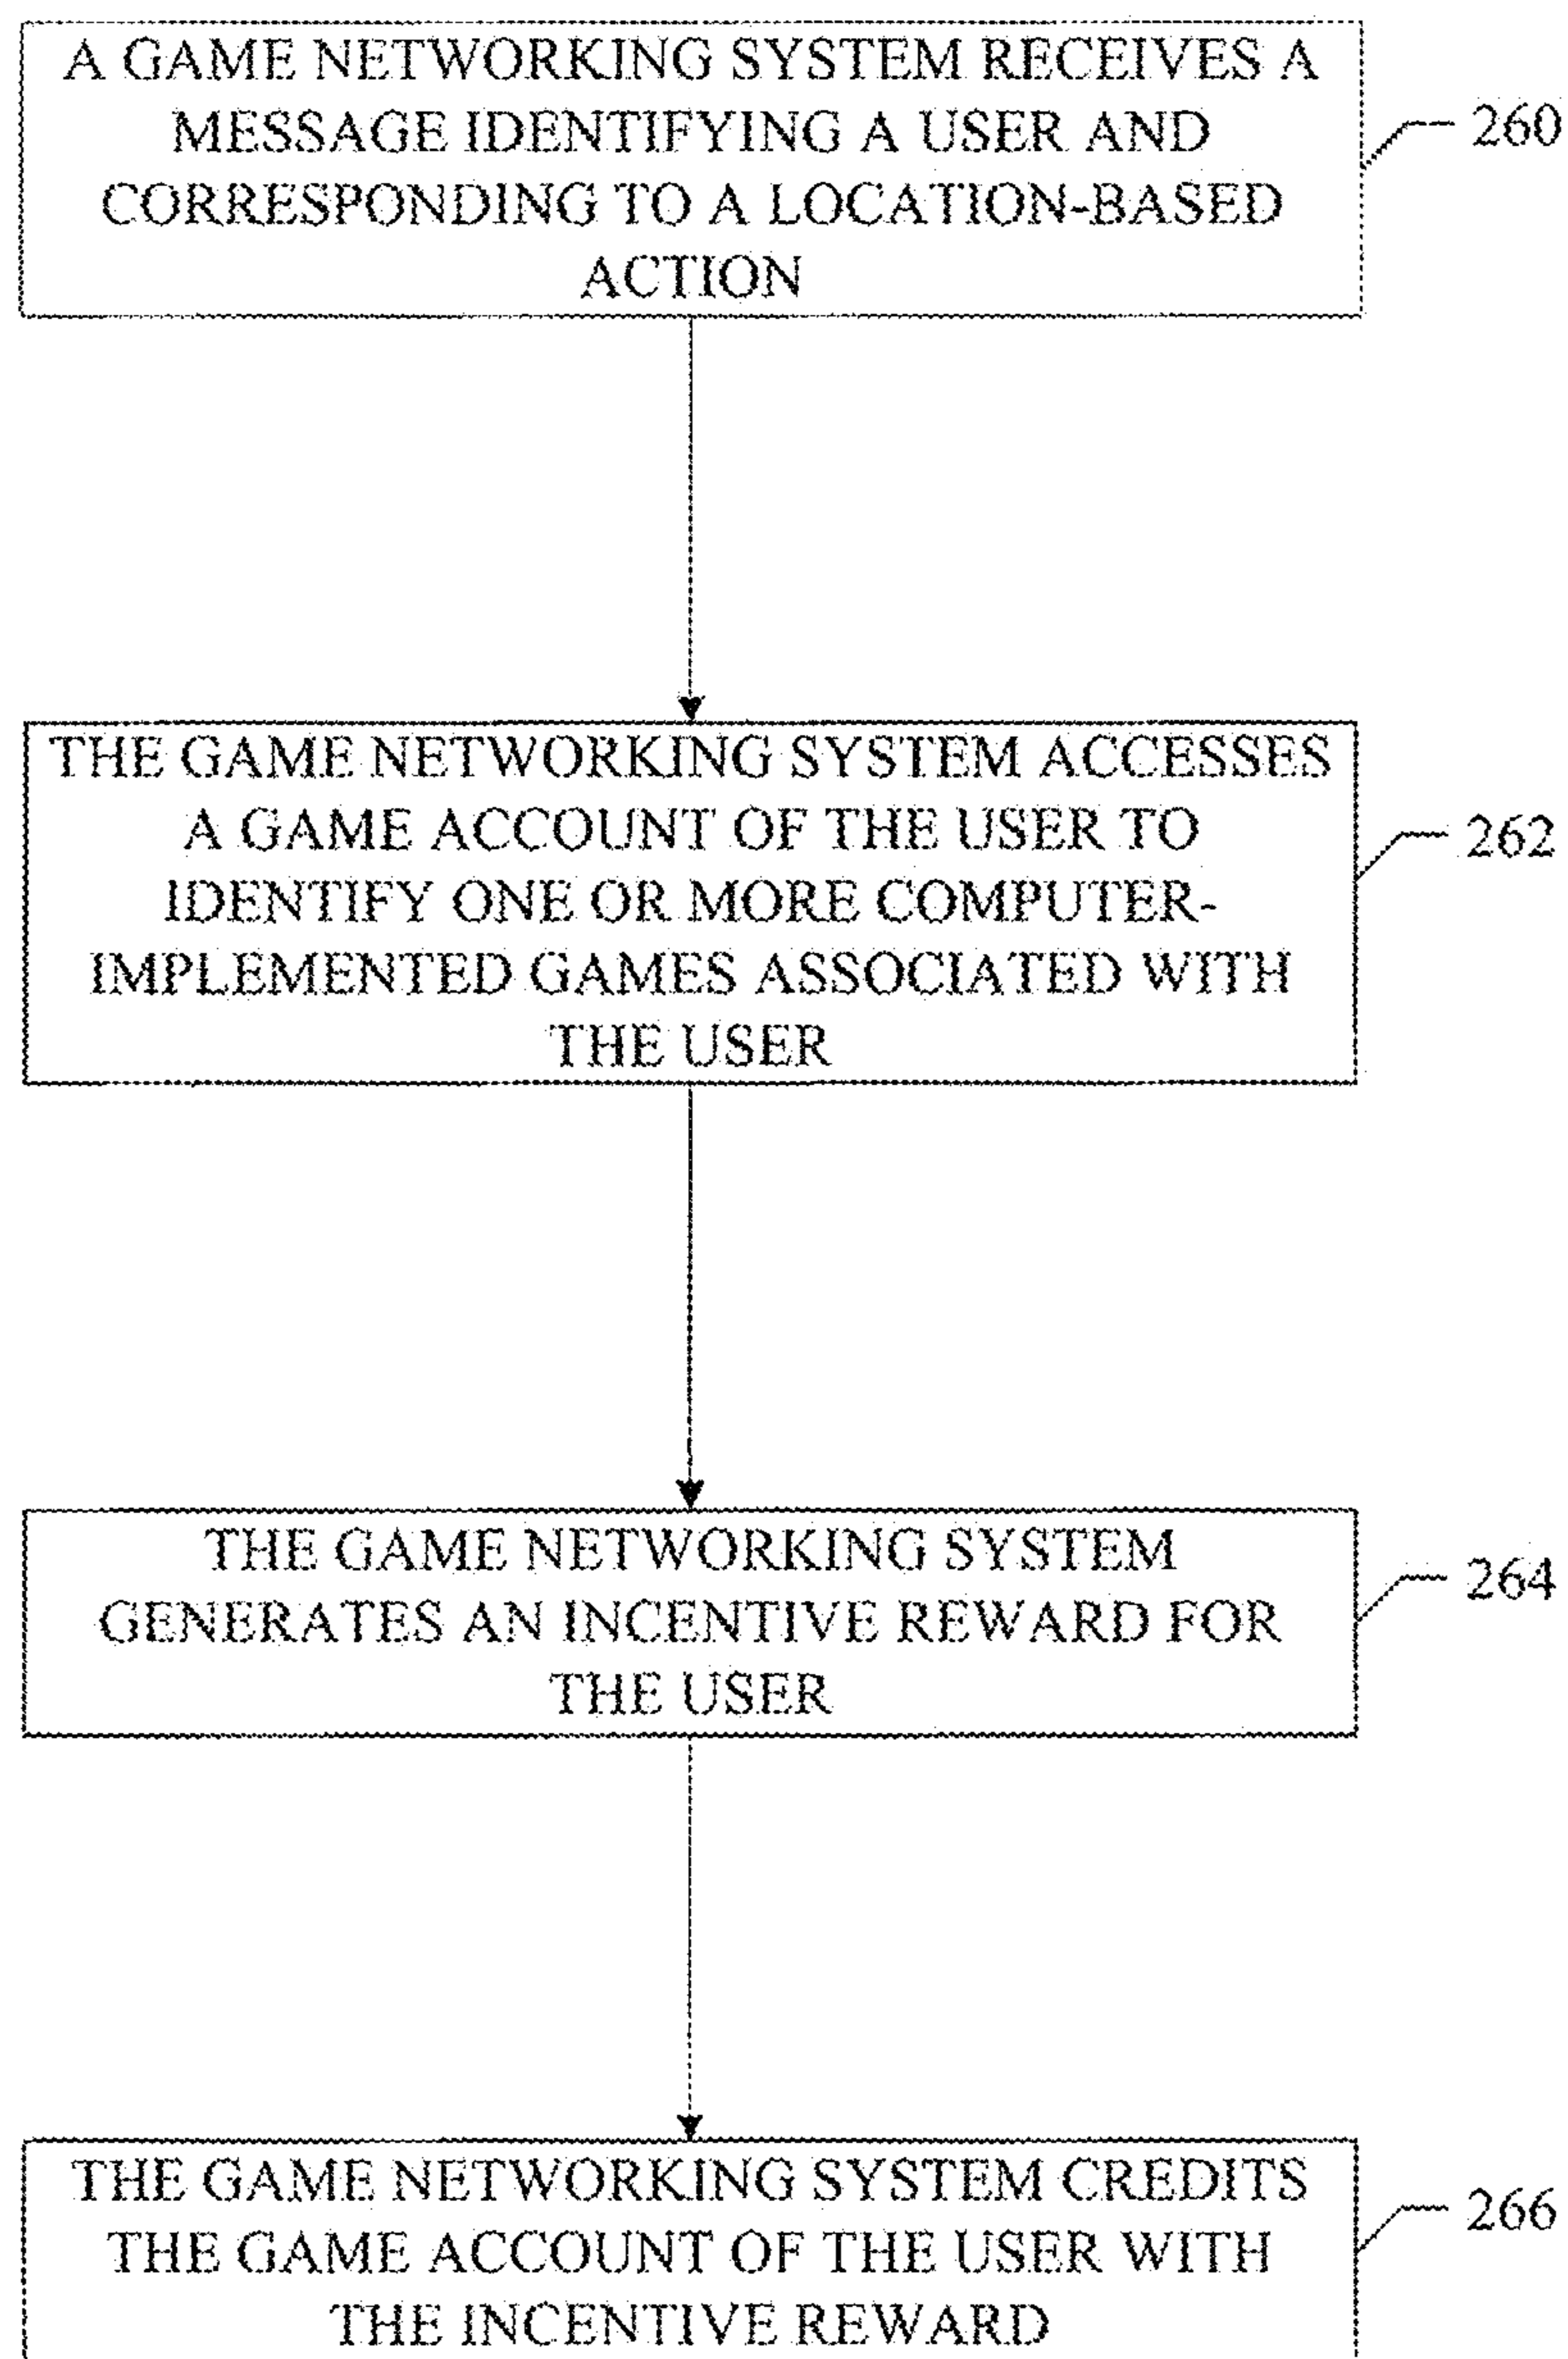 A GAME NETWORKING SYSTEM RECEIVES A
MESSAGE IDENTIFYING A USER AND
CORRESPONDING TO A LOCATION-BASED
ACTION
260
THE GAME NETWORKING SYSTEM ACCESSES
A GAME ACCOUNT OF THE USER TO
IDENTIFY ONE OR MORE COMPUTER-
IMPLEMENTED GAMES ASSOCIATED WITH
THE USER
262
THE GAME NETWORKING SYSTEM
GENERATES AN INCENTIVE REWARD FOR
THE USER
264
THE GAME NETWORKING SYSTEM CREDITS
THE GAME ACCOUNT OF THE USER WITH
THE INCENTIVE REWARD
266